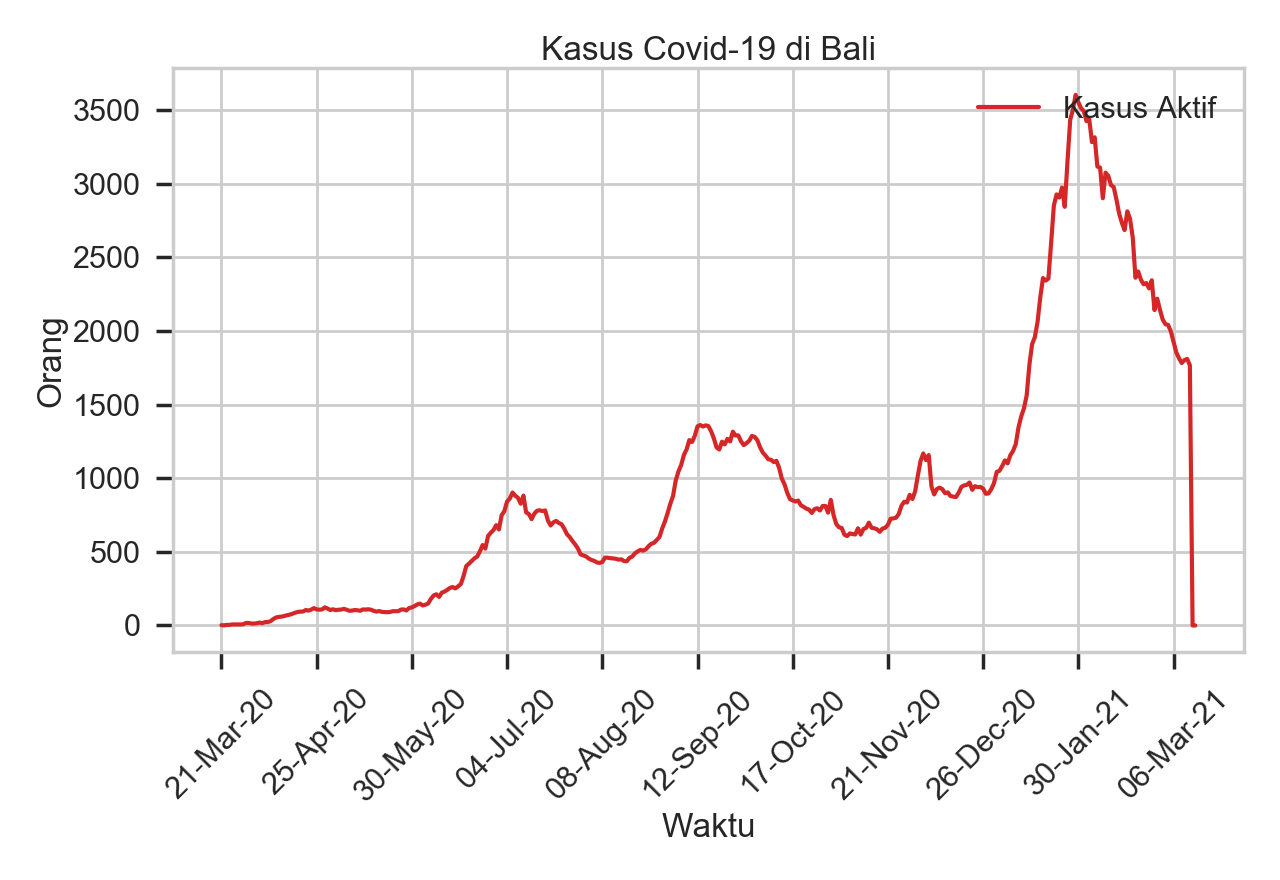 Kasus Covid-19 di Bali
Kasus Aktif
3500
3000
2500
2000
1500
1000
500
0
Orang
21-Mar-20
25-Apr-20
30-May-20
04-Jul-20
08-Aug-20
12-Sep-20
17-Oct-20
21-Nov-20
26-Dec-20
30-Jan-21
06-Mar-21
Waktu